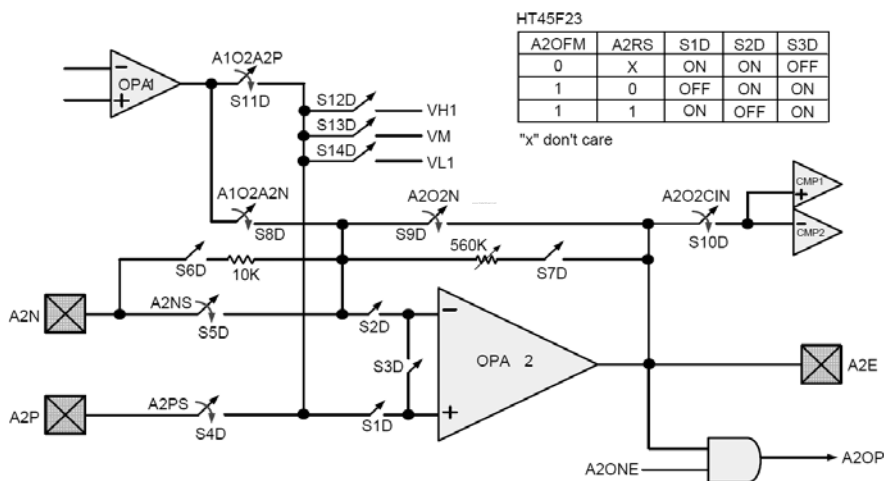 HT45F23
A2OFM A2RS S1D S2D S3D
0 X ON ON OFF
1 0 OFF ON ON
1 1 ON OFF ON
"x" don't care
A1O2A2P
OPA1
S11D
S12D
VH1
S13D
VM
S14D
VL1
A1O2A2N
S8D
A2O2N
S9D
A2O2CIN
S10D
CMP1
CMP2
S6D
10K
560K
S7D
A2N
A2NS
S5D
S2D
S3D
OPA 2
A2E
A2P
A2PS
S4D
S1D
A2ONE
A2OP